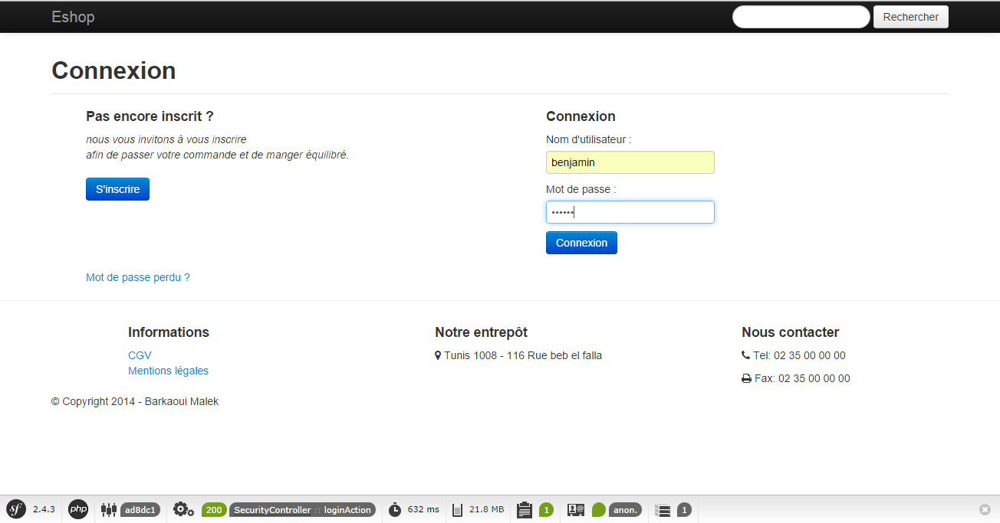 Eshop
Rechercher
Connexion
Pas encore inscrit ?
nous vous invitons à vous inscrire
afin de passer votre commande et de manger équilibré.
S'inscrire
Connexion
Nom d'utilisateur :
benjamin
Mot de passe :
••••••
Connexion
Mot de passe perdu ?
Informations
CGV
Mentions légales
Notre entrepôt
Tunis 1008 - 116 Rue beb el falla
Nous contacter
Tel: 02 35 00 00 00
Fax: 02 35 00 00 00
© Copyright 2014 - Barkaoui Malek
sf 2.4.3 php ad8dc1 200 SecurityController :: loginAction 632 ms 21.8 MB 1 anon. 1